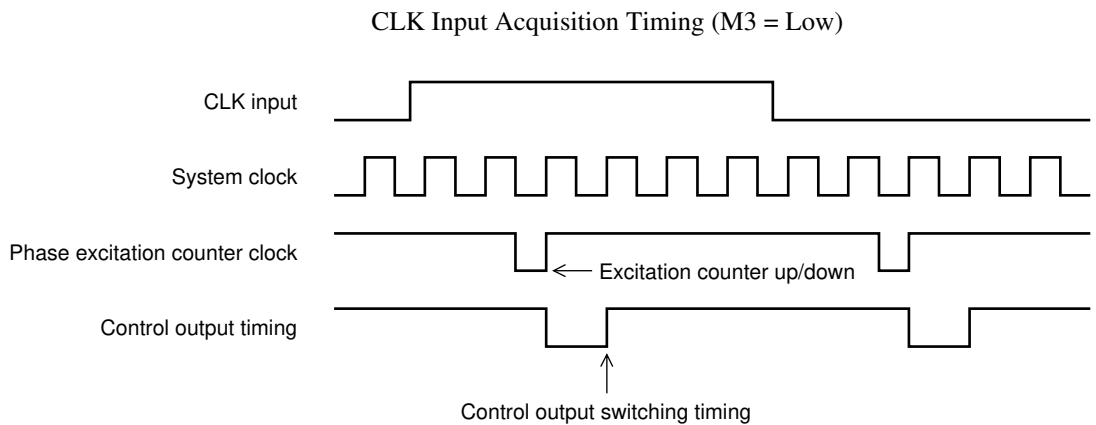 CLK Input Acquisition Timing (M3 = Low)
CLK input
System clock
Phase excitation counter clock
Excitation counter up/down
Control output timing
Control output switching timing